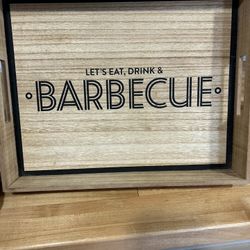 LET'S EAT, DRINK &
• BARBECUE •